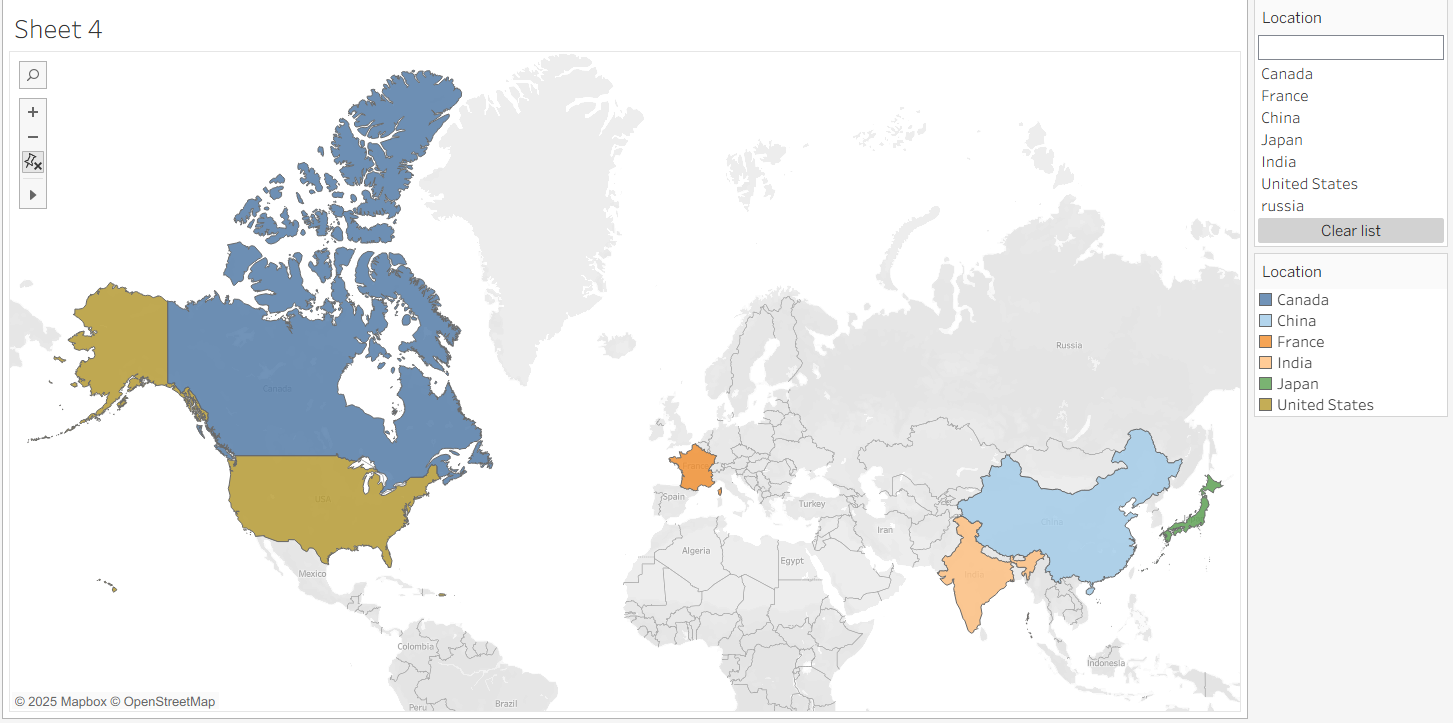 Sheet 4
Canada
USA
Mexico
Colombia
Peru
Brazil
Russia
France
Spain
Turkey
Algeria
Egypt
Iran
China
India
Indonesia
© 2025 Mapbox © OpenStreetMap
Location
Canada
France
China
Japan
India
United States
russia
Clear list
Location
Canada
China
France
India
Japan
United States